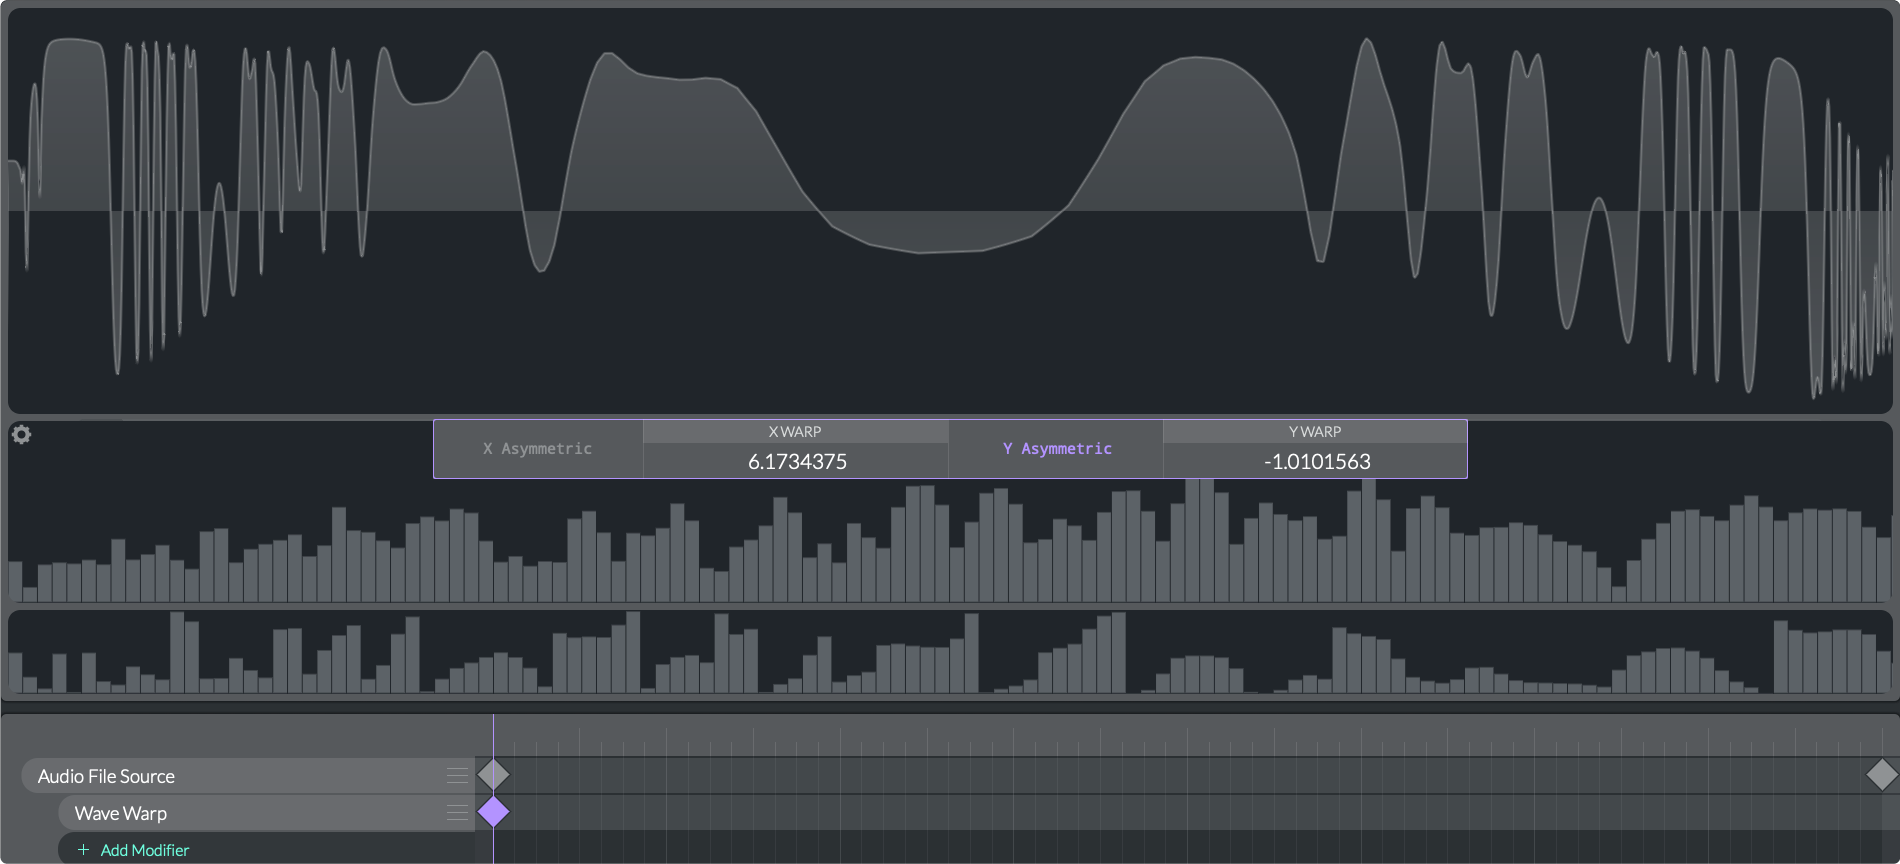 X Asymmetric
X WARP
6.1734375
Y Asymmetric
Y WARP
-1.0101563
Audio File Source
Wave Warp
+ Add Modifier